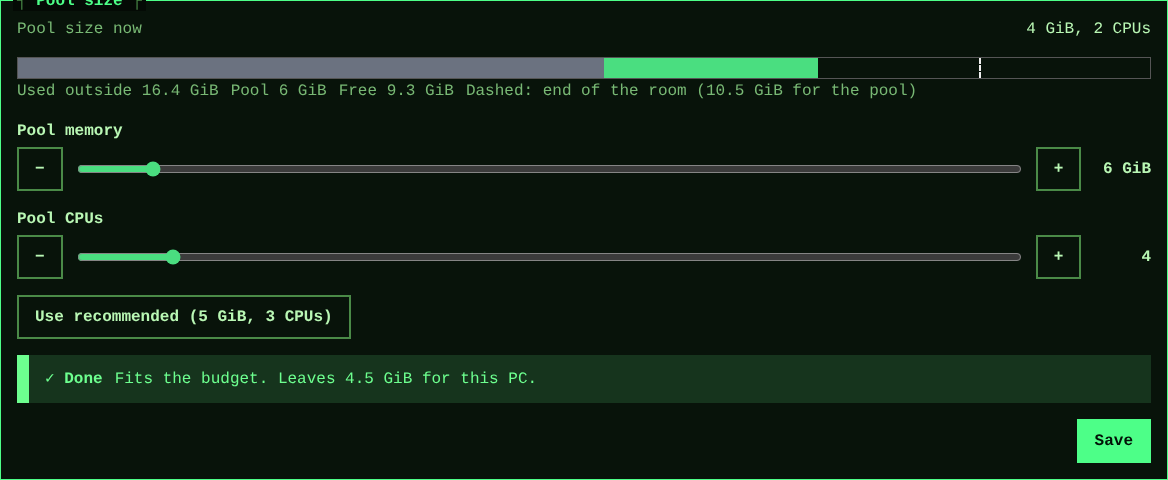 Pool size
Pool size now 4 GiB, 2 CPUs
Used outside 16.4 GiB Pool 6 GiB Free 9.3 GiB Dashed: end of the room (10.5 GiB for the pool)
Pool memory
− + 6 GiB
Pool CPUs
− + 4
Use recommended (5 GiB, 3 CPUs)
✓ Done Fits the budget. Leaves 4.5 GiB for this PC.
Save